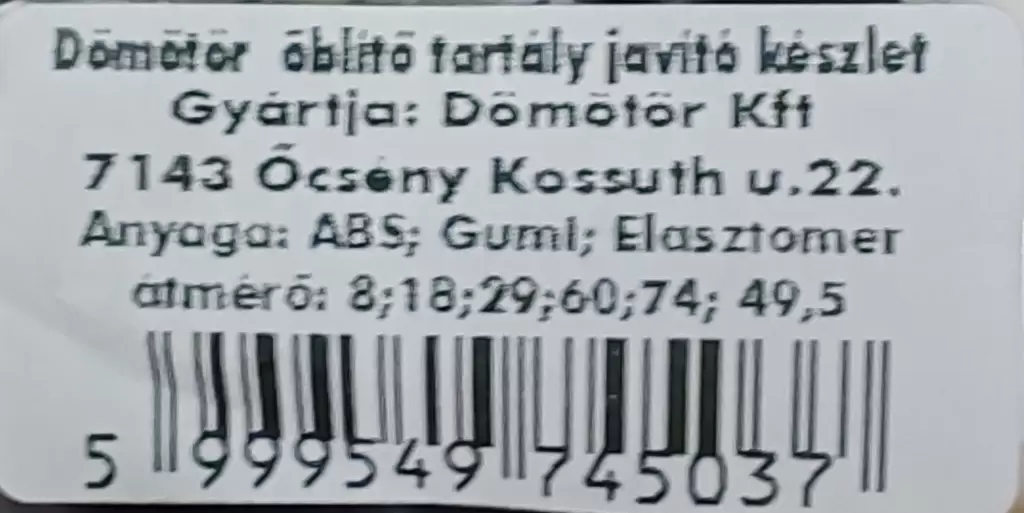 Dömötör öblítő tartály javító készlet
Gyártja: Dömötör Kft
7143 Őcsény Kossuth u.22.
Anyaga: ABS; Gumi; Elasztomer
átmérő: 8;18;29;60;74; 49,5
5 999549 745037